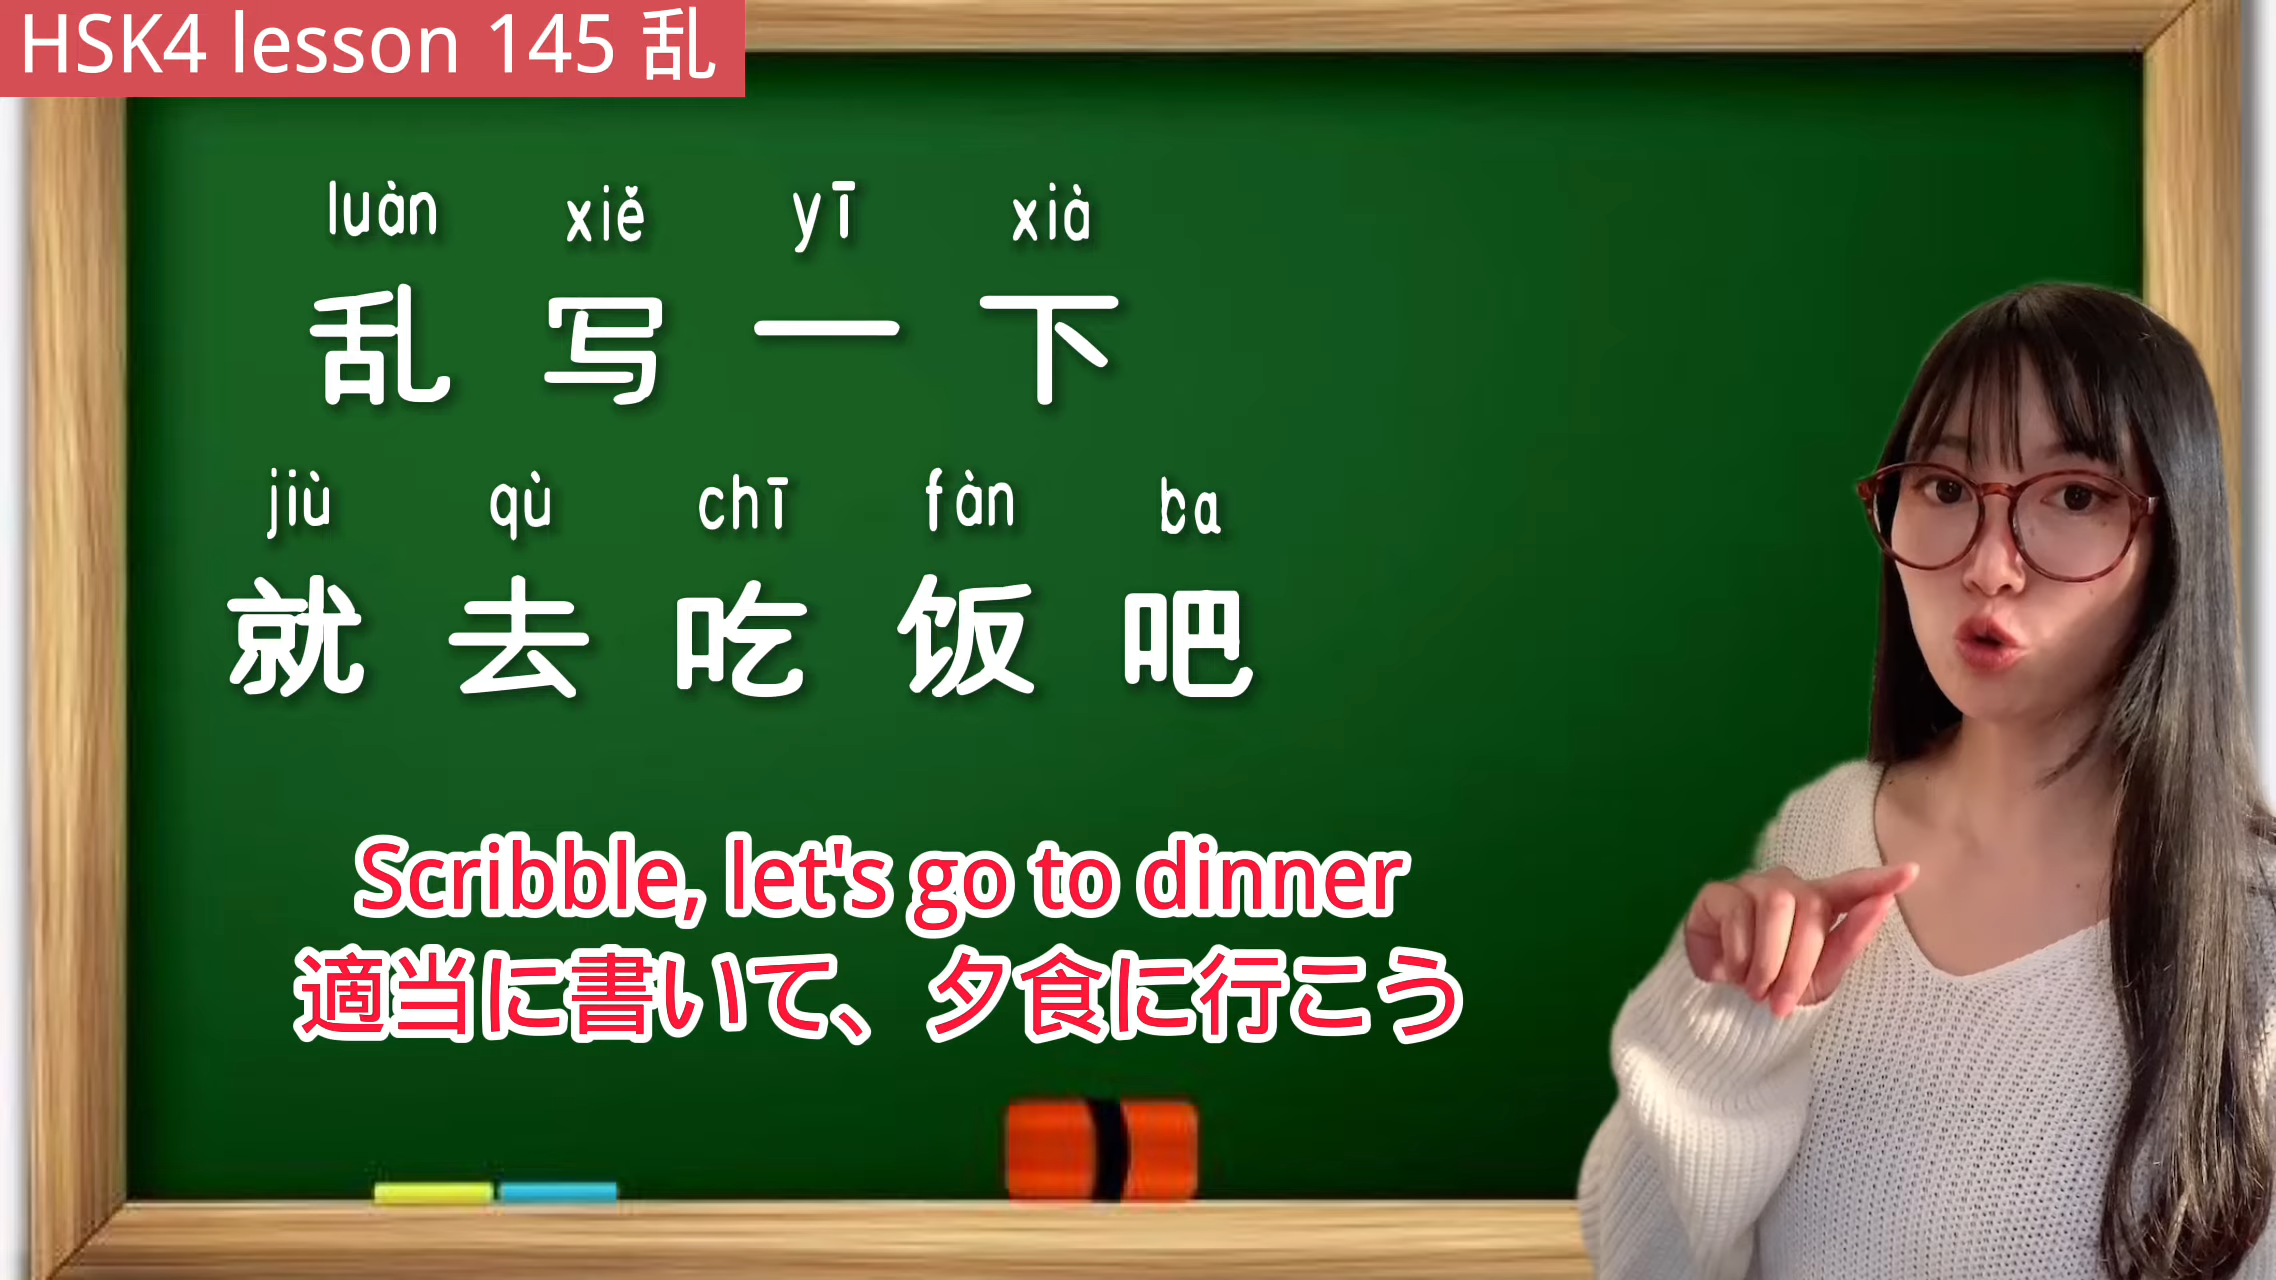 HSK4 lesson 145 乱
luàn xiě yī xià
乱 写 一 下
jiù qù chī fàn ba
就 去 吃 饭 吧
Scribble, let's go to dinner
適当に書いて、夕食に行こう